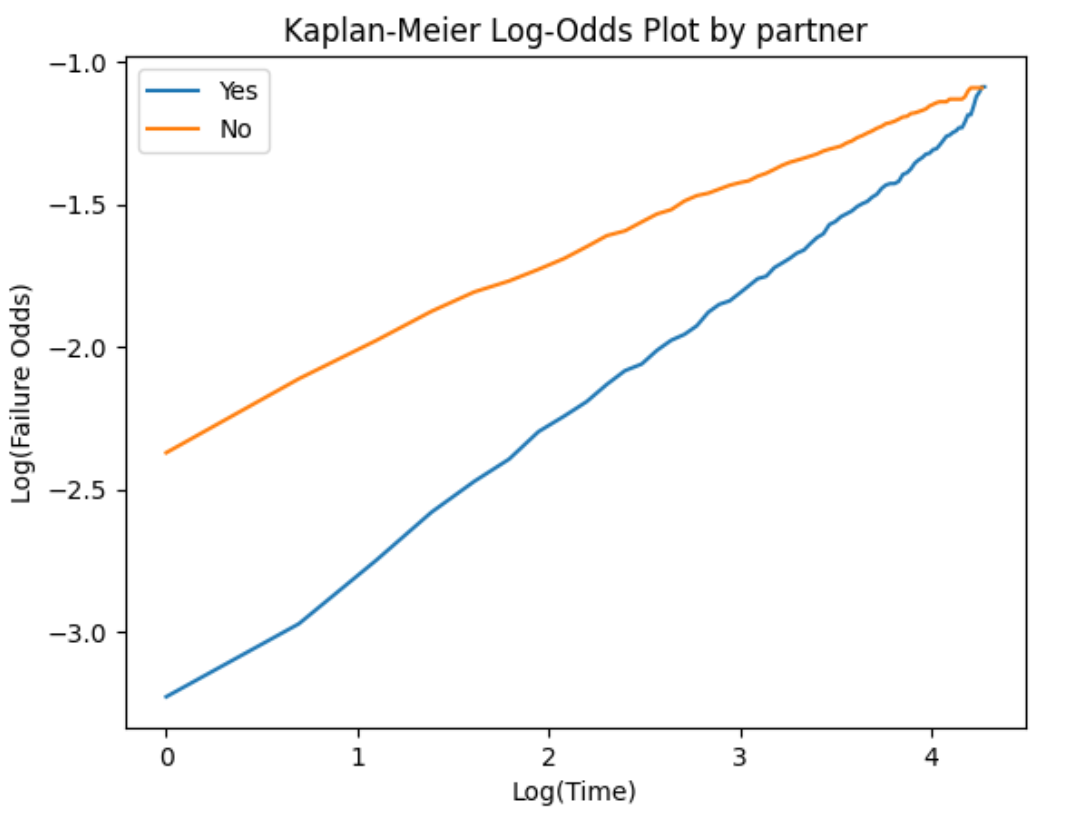 Kaplan-Meier Log-Odds Plot by partner
Yes
No
Log(Failure Odds)
−1.0
−1.5
−2.0
−2.5
−3.0
0 1 2 3 4
Log(Time)